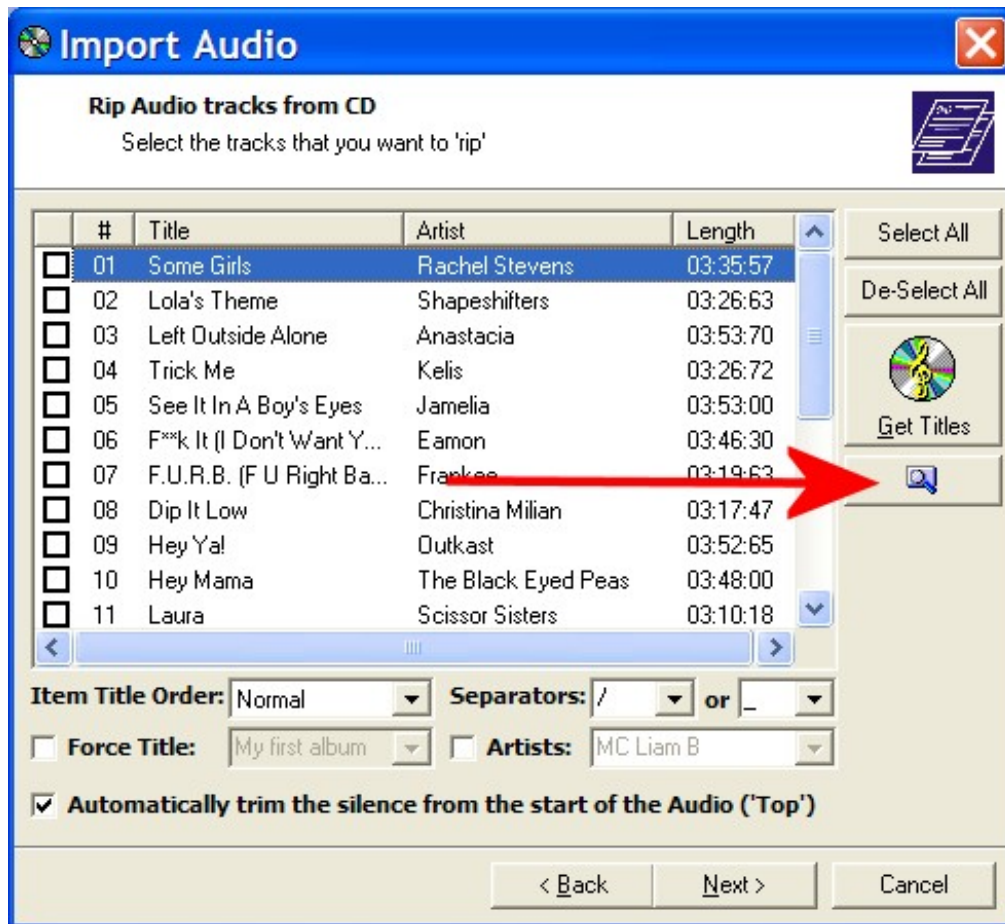 Import Audio
Rip Audio tracks from CD
Select the tracks that you want to 'rip'
# Title Artist Length
01 Some Girls Rachel Stevens 03:35:57
02 Lola's Theme Shapeshifters 03:26:63
03 Left Outside Alone Anastacia 03:53:70
04 Trick Me Kelis 03:26:72
05 See It In A Boy's Eyes Jamelia 03:53:00
06 F**k It (I Don't Want Y... Eamon 03:46:30
07 F.U.R.B. (F U Right Ba... Frankee 03:19:63
08 Dip It Low Christina Milian 03:17:47
09 Hey Ya! Outkast 03:52:65
10 Hey Mama The Black Eyed Peas 03:48:00
11 Laura Scissor Sisters 03:10:18
Select All
De-Select All
Get Titles
Item Title Order: Normal Separators: / or _
Force Title: My first album Artists: MC Liam B
Automatically trim the silence from the start of the Audio ('Top')
< Back Next > Cancel